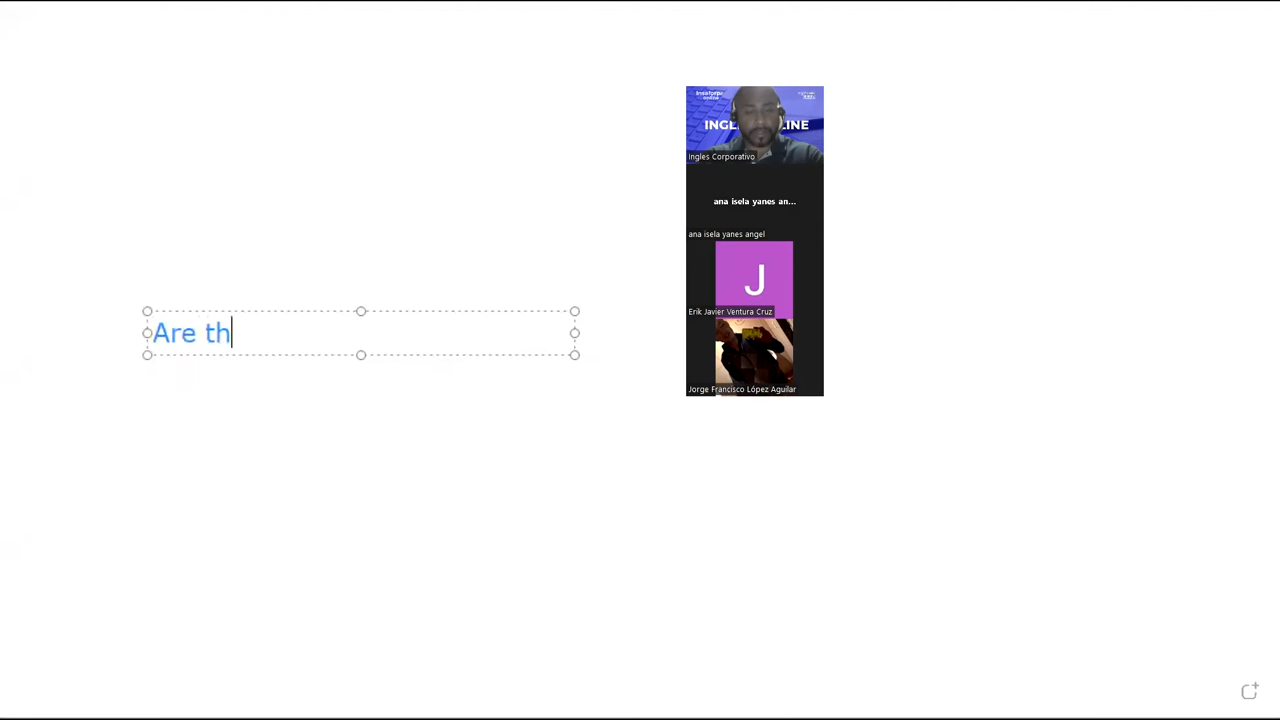 Are th
INGL LINE
Ingles Corporativo
ana isela yanes an...
ana isela yanes angel
J
Erik Javier Ventura Cruz
Jorge Francisco López Aguilar